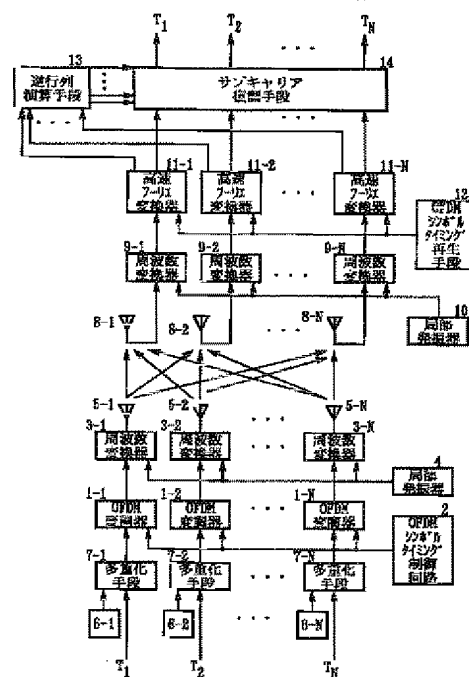 T1 T2 ・・・ TN
13 14
逆行列
演算手段
サブキャリア
復調手段
11-1 11-2 11-N
高速
フーリエ
変換器
高速
フーリエ
変換器
高速
フーリエ
変換器
12
OFDM
シンボル
タイミング
再生
手段
9-1 9-2 9-N
周波数
変換器
周波数
変換器
周波数
変換器
10
局部
発振器
8-1 8-2 8-N
5-1 5-2 5-N
3-1 3-2 3-N
周波数
変換器
周波数
変換器
周波数
変換器
4
局部
発振器
1-1 1-2 1-N
OFDM
変調器
OFDM
変調器
OFDM
変調器
2
OFDM
シンボル
タイミング
制御
回路
7-1 7-2 7-N
多重化
手段
多重化
手段
多重化
手段
6-1 6-2 6-N
T1 T2 ・・・ TN